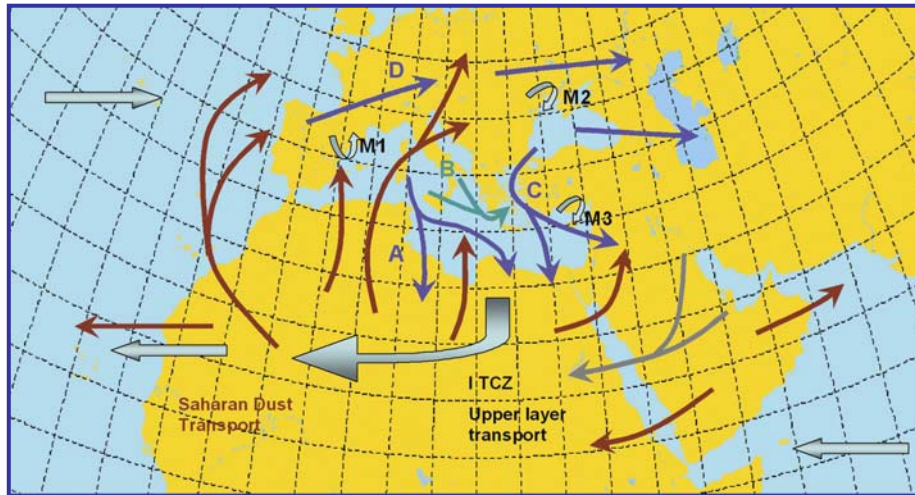 D
M2
M1
B
C
M3
A
I TCZ
Saharan Dust
Transport
Upper layer
transport